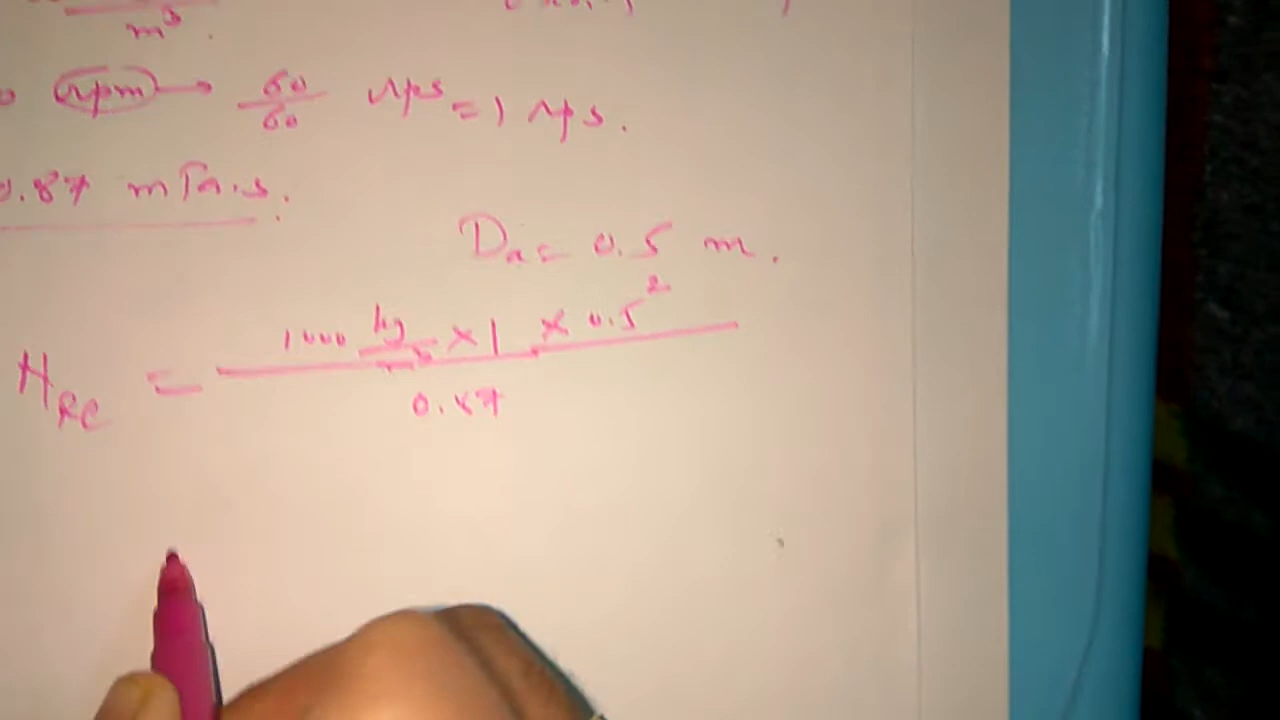 m³.
rpm → 60/60 rps = 1 rps.
0.87 mPa.s.
Da = 0.5 m.
NRe = 1000 kg/m³ × 1 × 0.5² / 0.87